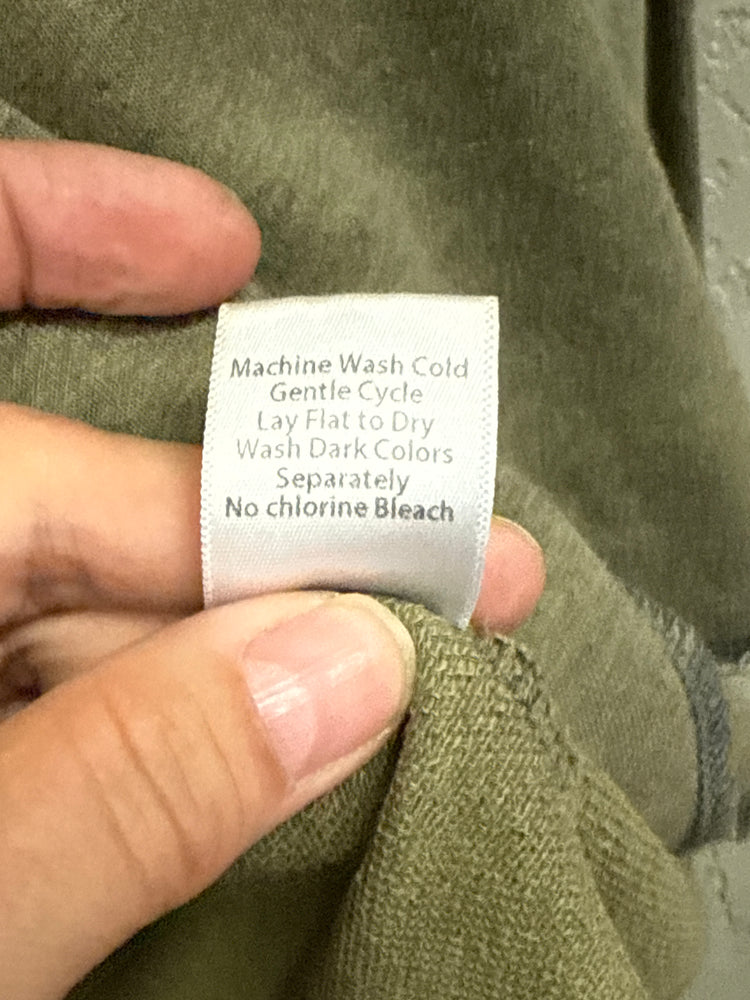 Machine Wash Cold
Gentle Cycle
Lay Flat to Dry
Wash Dark Colors
Separately
No chlorine Bleach